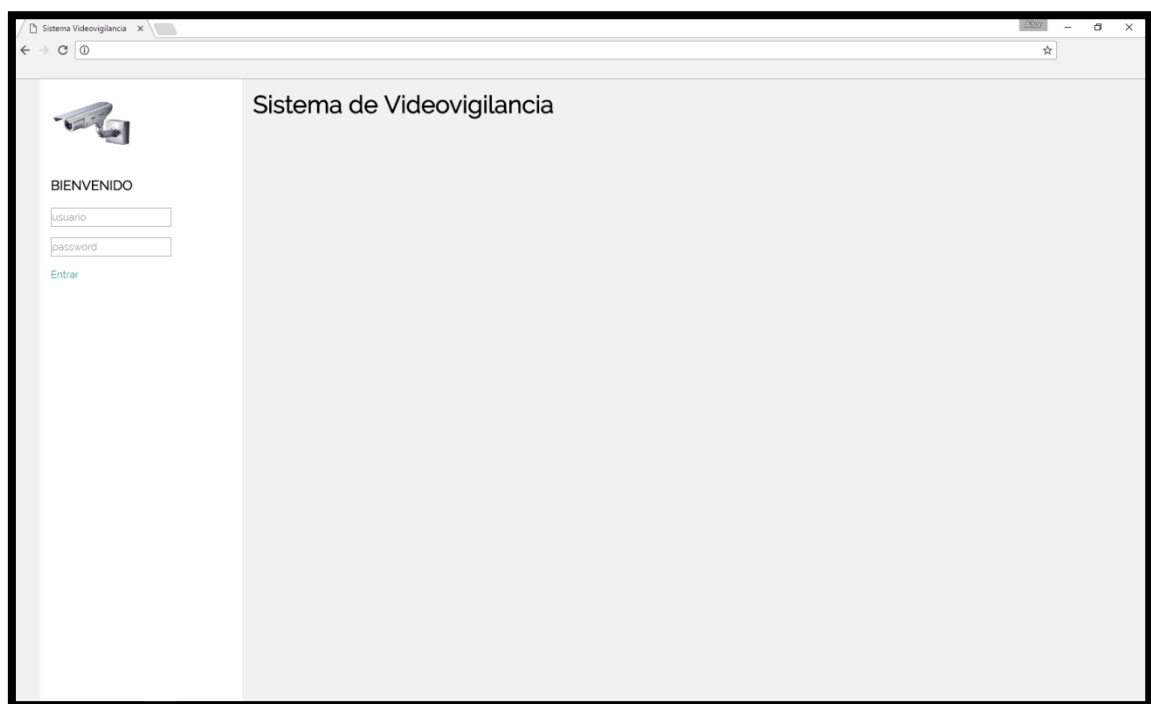 Sistema Videovigilancia
Sistema de Videovigilancia
BIENVENIDO
usuario
password
Entrar